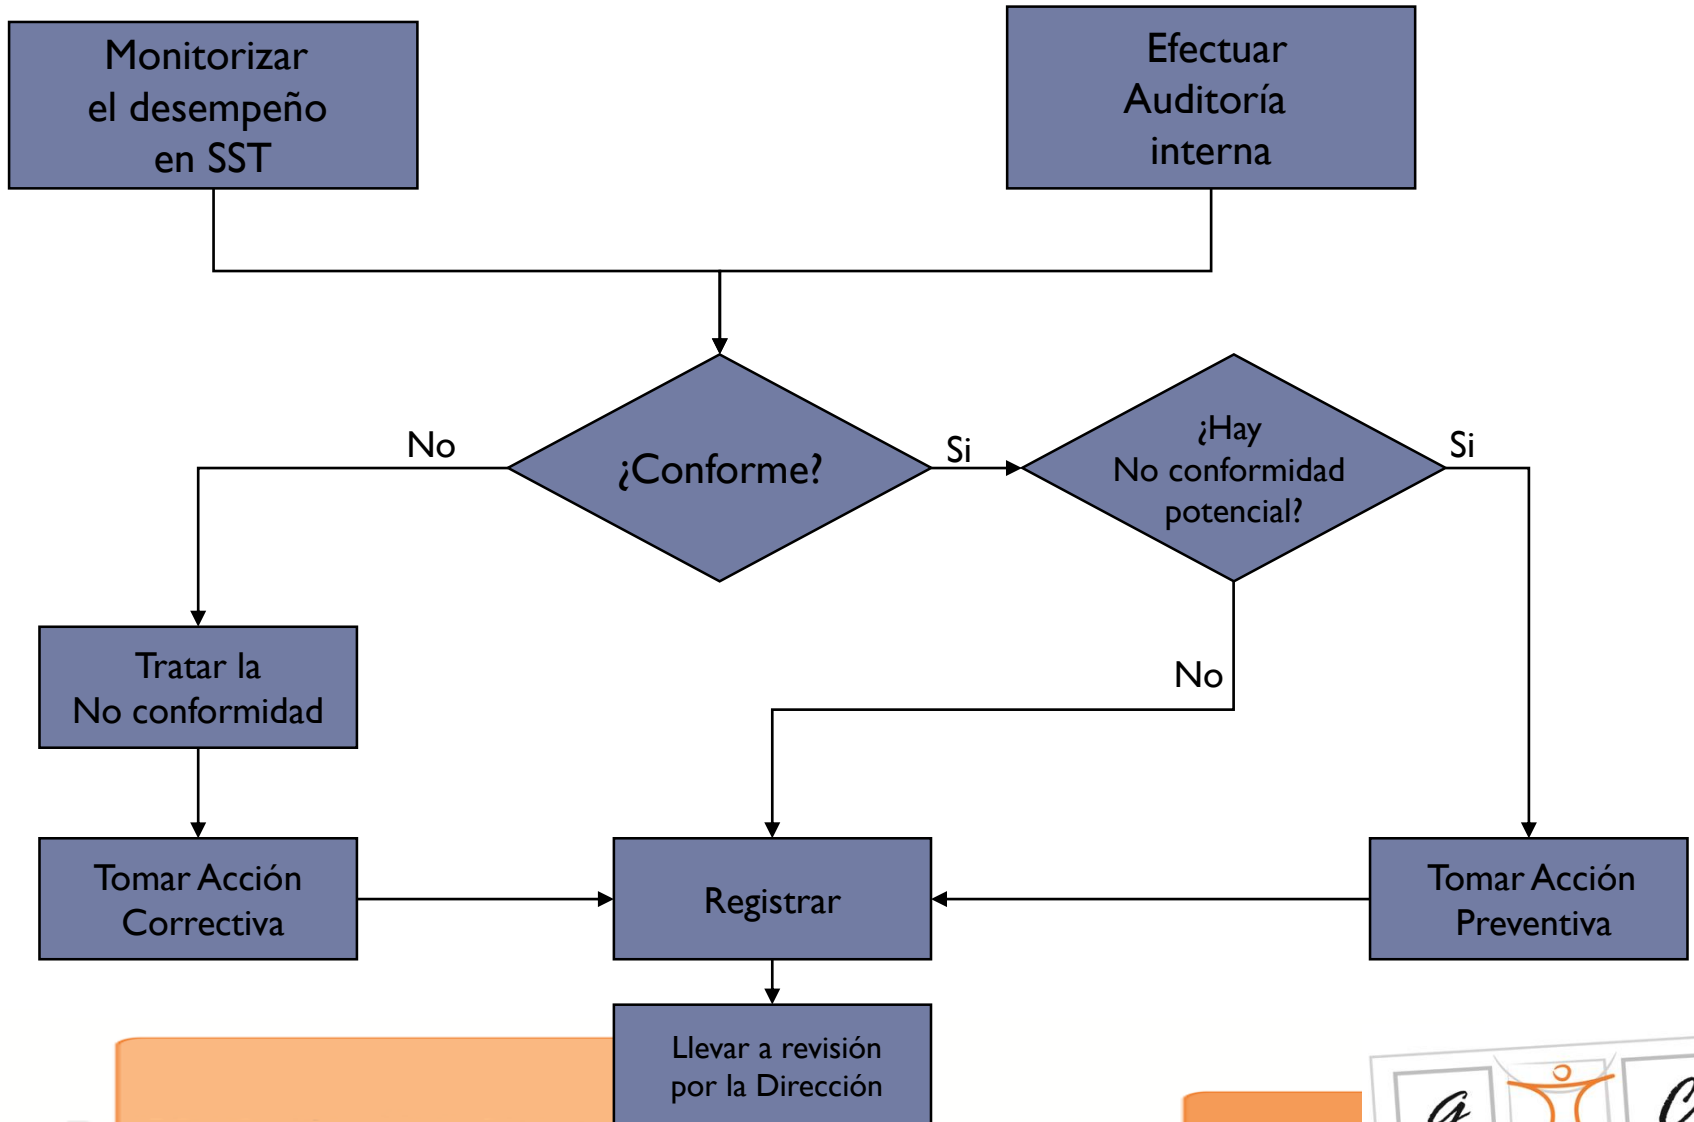 Monitorizar
el desempeño
en SST
Efectuar
Auditoría
interna
¿Conforme?
No
Si
¿Hay
No conformidad
potencial?
Si
No
Tratar la
No conformidad
Tomar Acción
Correctiva
Registrar
Tomar Acción
Preventiva
Llevar a revisión
por la Dirección